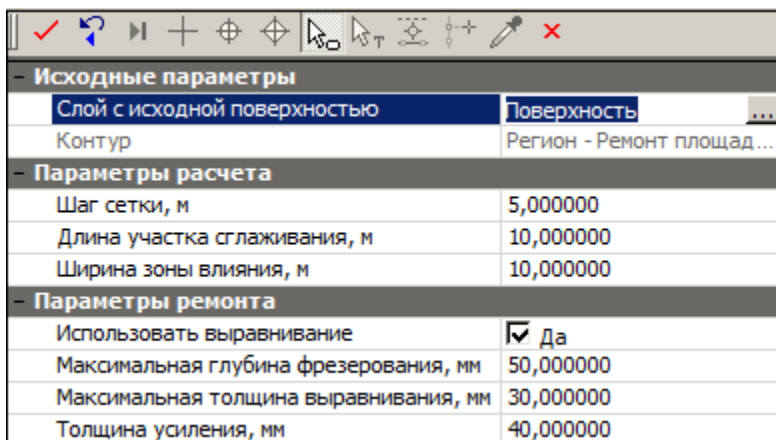 Исходные параметры
Слой с исходной поверхностью Поверхность ...
Контур Регион - Ремонт площад...
Параметры расчета
Шаг сетки, м 5,000000
Длина участка сглаживания, м 10,000000
Ширина зоны влияния, м 10,000000
Параметры ремонта
Использовать выравнивание Да
Максимальная глубина фрезерования, мм 50,000000
Максимальная толщина выравнивания, мм 30,000000
Толщина усиления, мм 40,000000